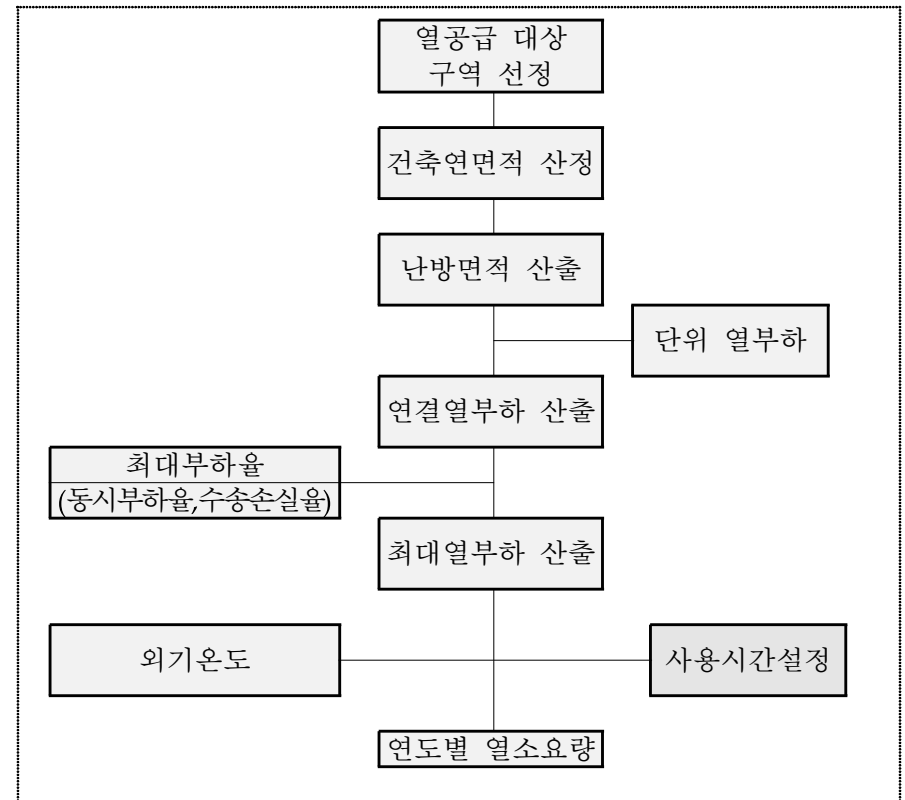 열공급 대상
구역 선정
건축연면적 산정
난방면적 산출
단위 열부하
연결열부하 산출
최대부하율
(동시부하율,수송손실율)
최대열부하 산출
외기온도
사용시간설정
연도별 열소요량